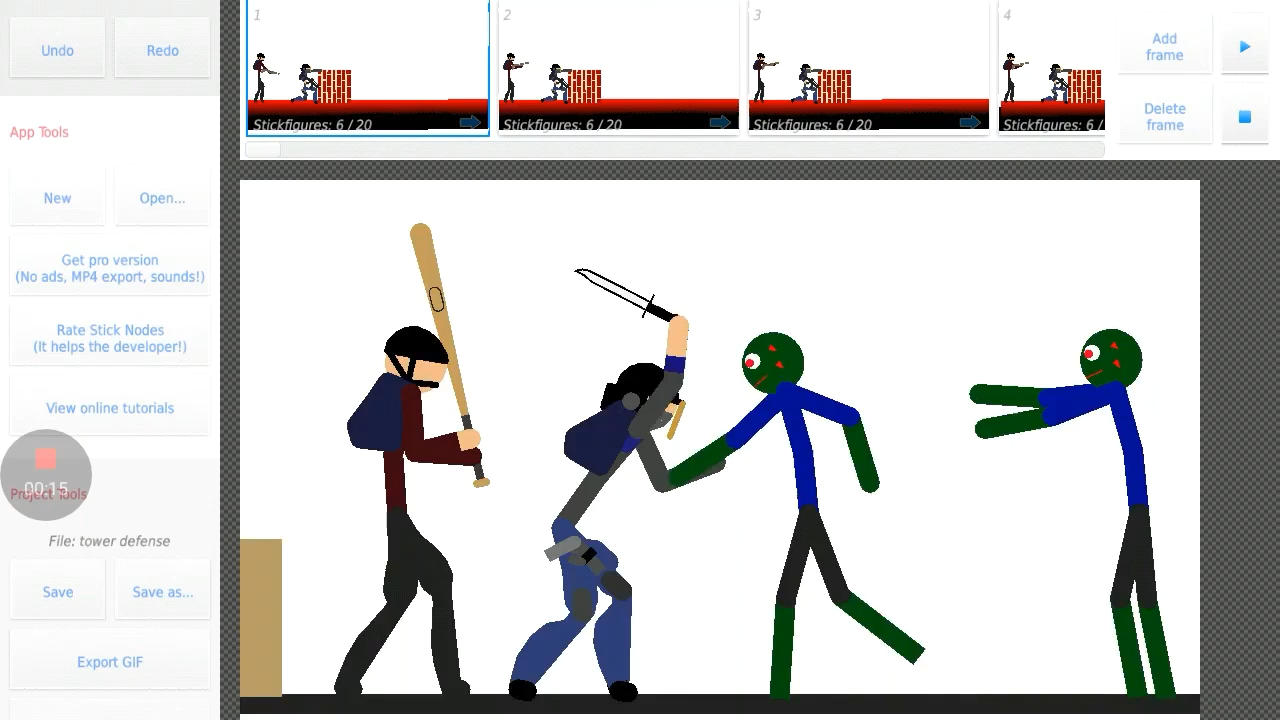 Undo
Redo
App Tools
New
Open...
Get pro version
(No ads, MP4 export, sounds!)
Rate Stick Nodes
(It helps the developer!)
View online tutorials
00:15
Project Tools
File: tower defense
Save
Save as...
Export GIF
1
2
3
4
Stickfigures: 6 / 20
Stickfigures: 6 / 20
Stickfigures: 6 / 20
Stickfigures: 6 /
Add
frame
Delete
frame